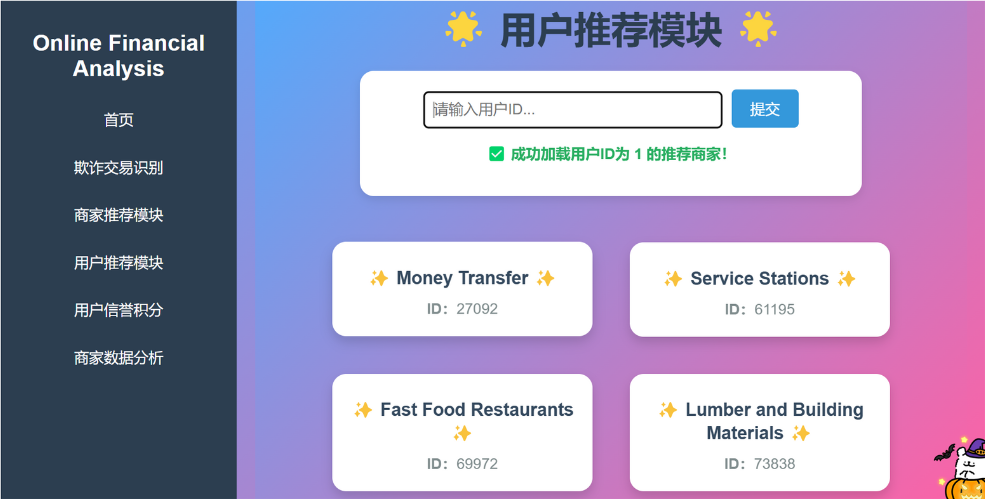 Online Financial
Analysis
首页
欺诈交易识别
商家推荐模块
用户推荐模块
用户信誉积分
商家数据分析
🌟 用户推荐模块 🌟
请输入用户ID...
提交
✅ 成功加载用户ID为 1 的推荐商家!
✨ Money Transfer ✨
ID: 27092
✨ Service Stations ✨
ID: 61195
✨ Fast Food Restaurants
✨
ID: 69972
✨ Lumber and Building
Materials ✨
ID: 73838